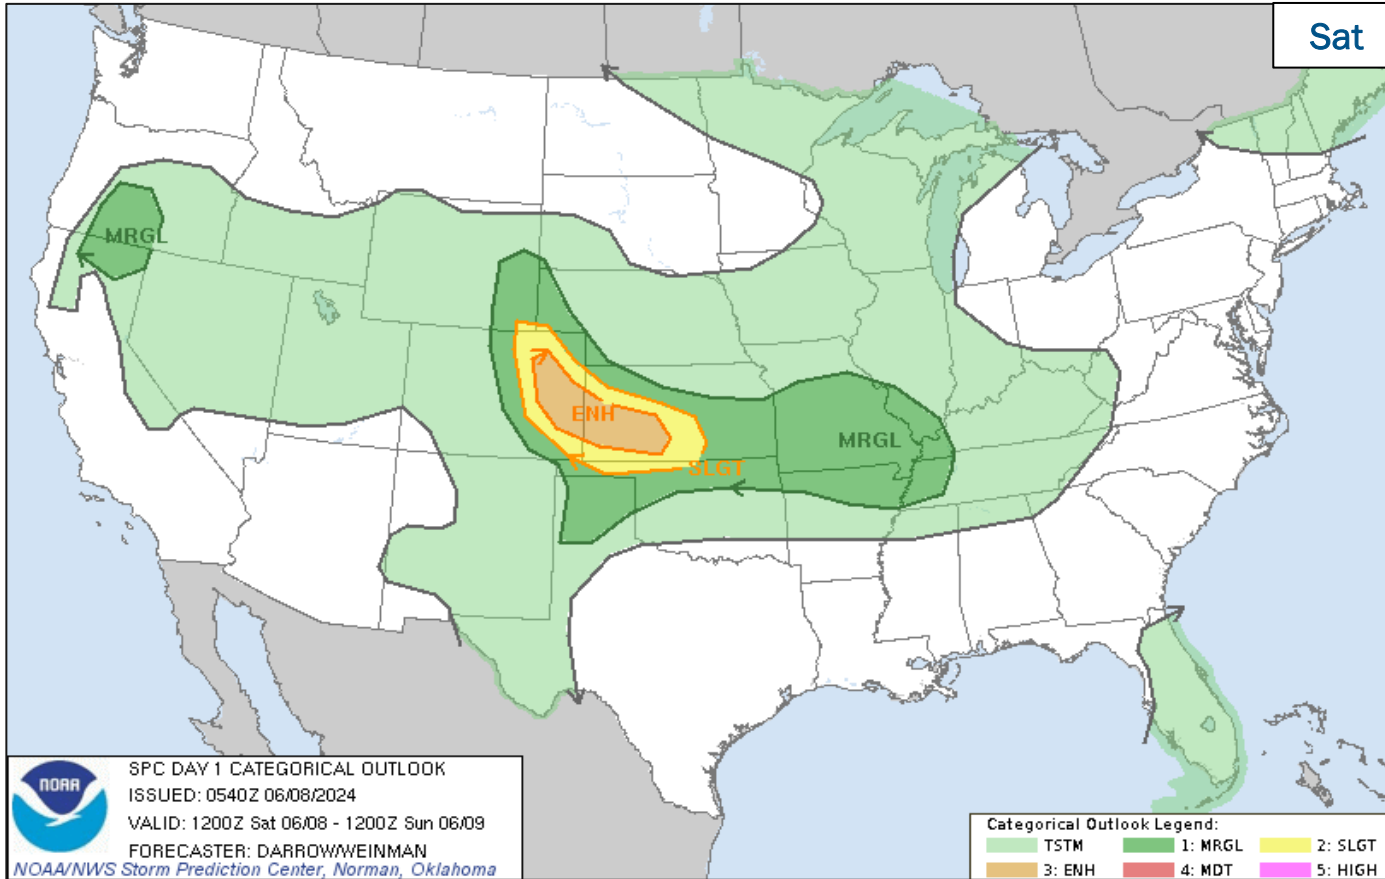 Sat
MRGL
ENH
MRGL
SLGT
NOAA
SPC DAY 1 CATEGORICAL OUTLOOK
ISSUED: 0540Z 06/08/2024
VALID: 1200Z Sat 06/08 - 1200Z Sun 06/09
FORECASTER: DARROW/WEINMAN
NOAA/NWS Storm Prediction Center, Norman, Oklahoma
Categorical Outlook Legend:
TSTM 1: MRGL 2: SLGT
3: ENH 4: MDT 5: HIGH